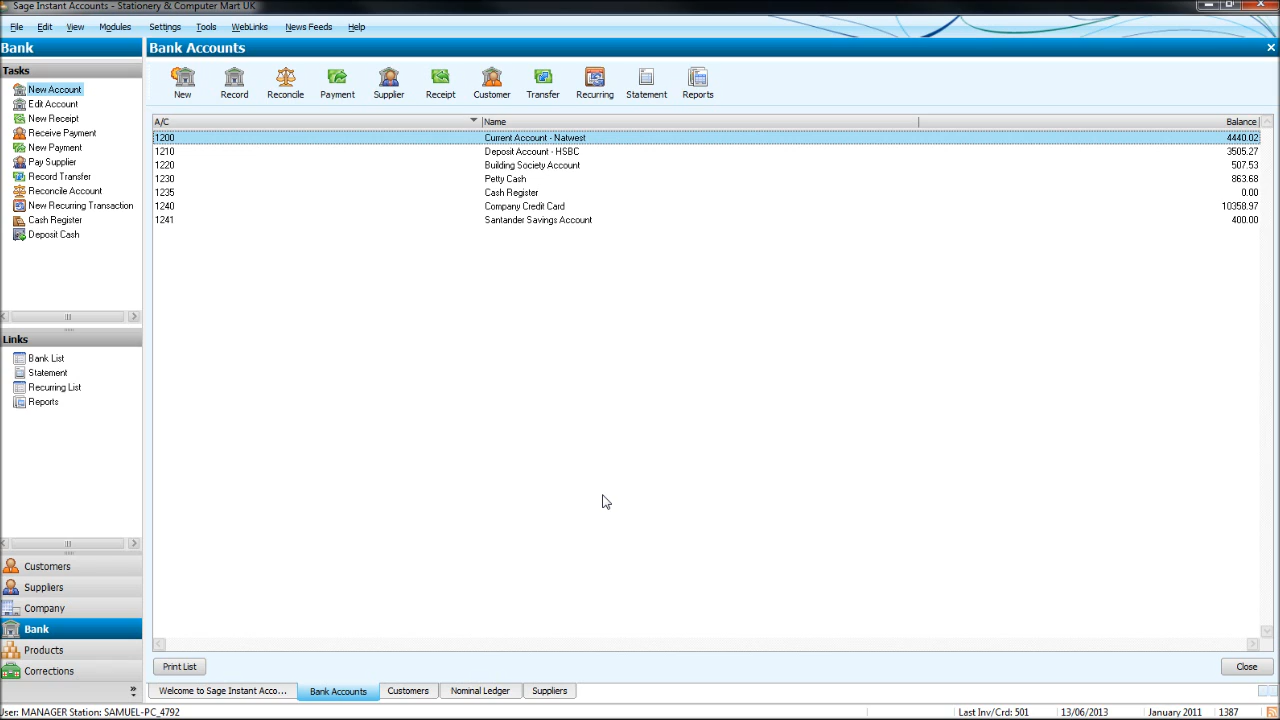 Sage Instant Accounts - Stationery & Computer Mart UK
File Edit View Modules Settings Tools WebLinks News Feeds Help
Bank
Bank Accounts
Tasks
New Account
Edit Account
New Receipt
Receive Payment
New Payment
Pay Supplier
Record Transfer
Reconcile Account
New Recurring Transaction
Cash Register
Deposit Cash
Links
Bank List
Statement
Recurring List
Reports
Customers
Suppliers
Company
Bank
Products
Corrections
New Record Reconcile Payment Supplier Receipt Customer Transfer Recurring Statement Reports
A/C Name Balance
1200 Current Account - Natwest 4440.02
1210 Deposit Account - HSBC 3505.27
1220 Building Society Account 507.53
1230 Petty Cash 863.68
1235 Cash Register 0.00
1240 Company Credit Card 10358.97
1241 Santander Savings Account 400.00
Print List Close
Welcome to Sage Instant Acco... Bank Accounts Customers Nominal Ledger Suppliers
User: MANAGER Station: SAMUEL-PC_4792 Last Inv/Crd: 501 13/06/2013 January 2011 1387